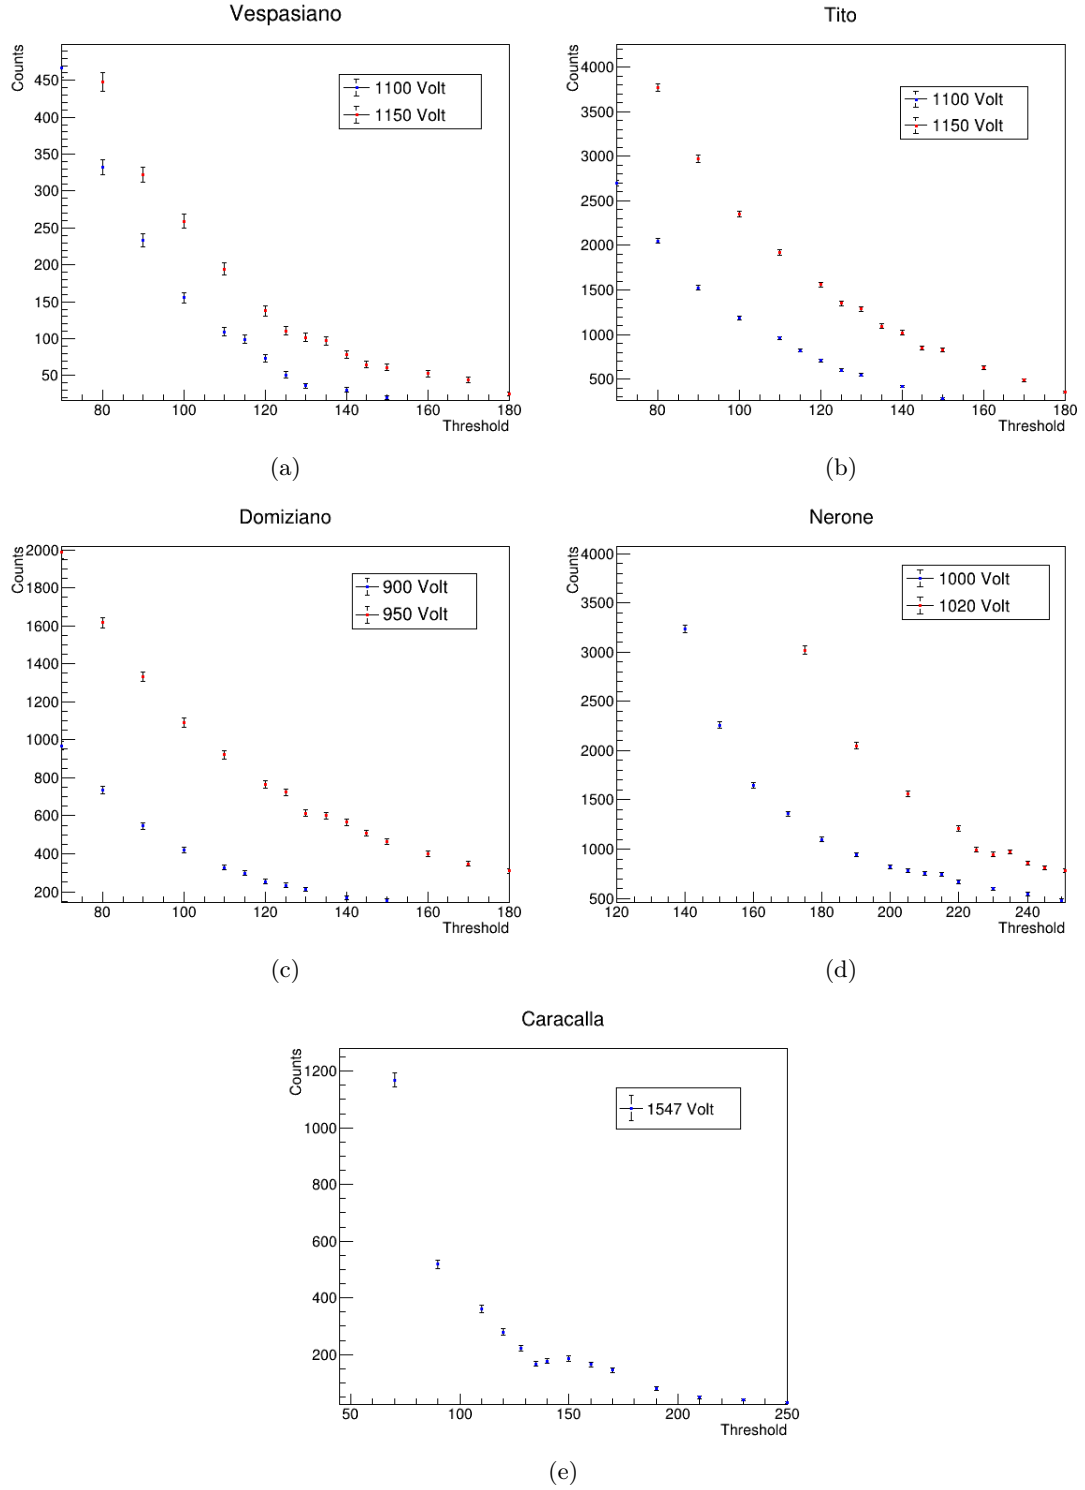 Vespasiano
Counts
450
400
350
300
250
200
150
100
50
80 100 120 140 160 180
Threshold
1100 Volt
1150 Volt
(a)
Tito
Counts
4000
3500
3000
2500
2000
1500
1000
500
80 100 120 140 160 180
Threshold
1100 Volt
1150 Volt
(b)
Domiziano
Counts
2000
1800
1600
1400
1200
1000
800
600
400
200
80 100 120 140 160 180
Threshold
900 Volt
950 Volt
(c)
Nerone
Counts
4000
3500
3000
2500
2000
1500
1000
500
120 140 160 180 200 220 240
Threshold
1000 Volt
1020 Volt
(d)
Caracalla
Counts
1200
1000
800
600
400
200
50 100 150 200 250
Threshold
1547 Volt
(e)